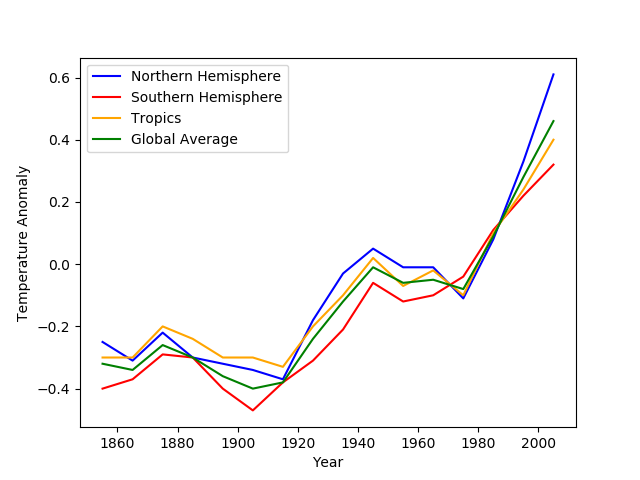 Northern Hemisphere
Southern Hemisphere
Tropics
Global Average
0.6
0.4
0.2
0.0
−0.2
−0.4
Temperature Anomaly
1860 1880 1900 1920 1940 1960 1980 2000
Year